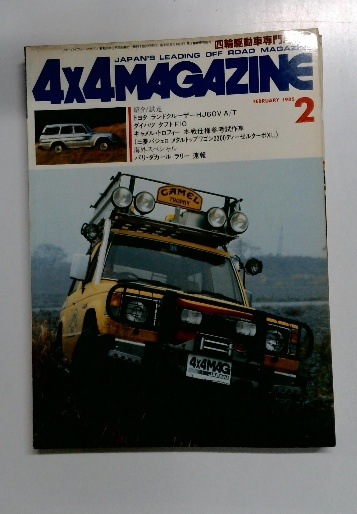 四輪駆動車専門
JAPAN'S LEADING OFF ROAD MAGAZINE
4x4MAGAZINE
FEBRUARY 1985
2
総合試走
トヨタ ランドクルーザーHJ60V A/T
ダイハツ タフト F10
キャメル・トロフィー 本戦仕様参考試作車
(三菱パジェロ メタルトップワゴン2300ディーゼルターボXL)
海外スペシャル
パリ・ダカール ラリー 速報
CAMEL
TROPHY
4x4MAG